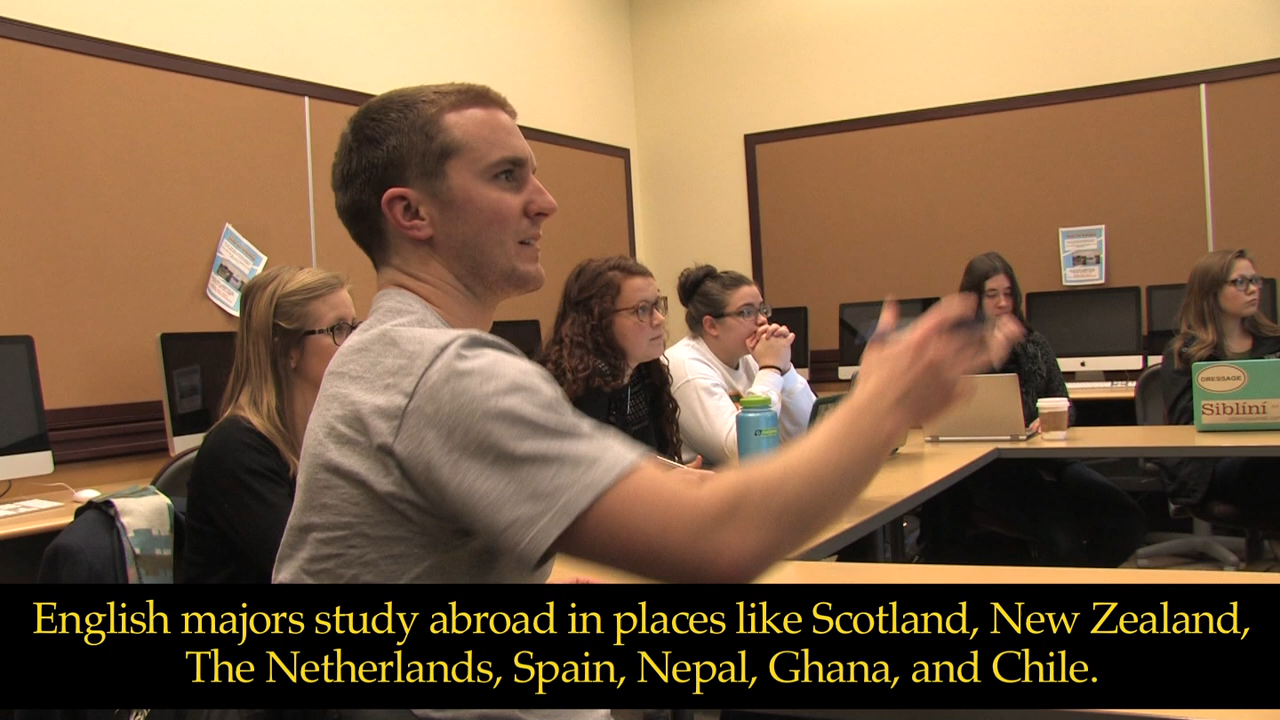 DRESSAGE
Siblíní
English majors study abroad in places like Scotland, New Zealand,
The Netherlands, Spain, Nepal, Ghana, and Chile.